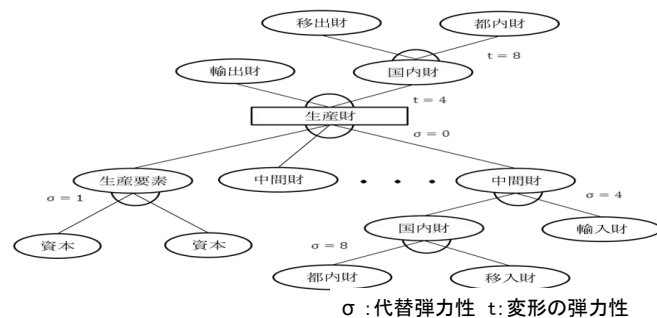 移出財 都内財
輸出財 国内財 t = 8
t = 4
生産財
σ=0
生産要素 中間財 ・ ・ ・ 中間財
σ = 1 σ = 4
国内財 輸入財
資本 資本 σ = 8
都内財 移入財
σ :代替弾力性 t:変形の弾力性